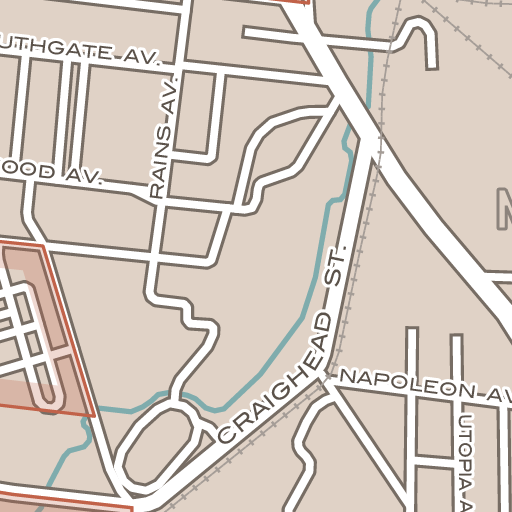 UTHGATE AV.
RAINS AV.
OOD AV.
CRAIGHEAD ST.
NAPOLEON AV
UTOPIA A